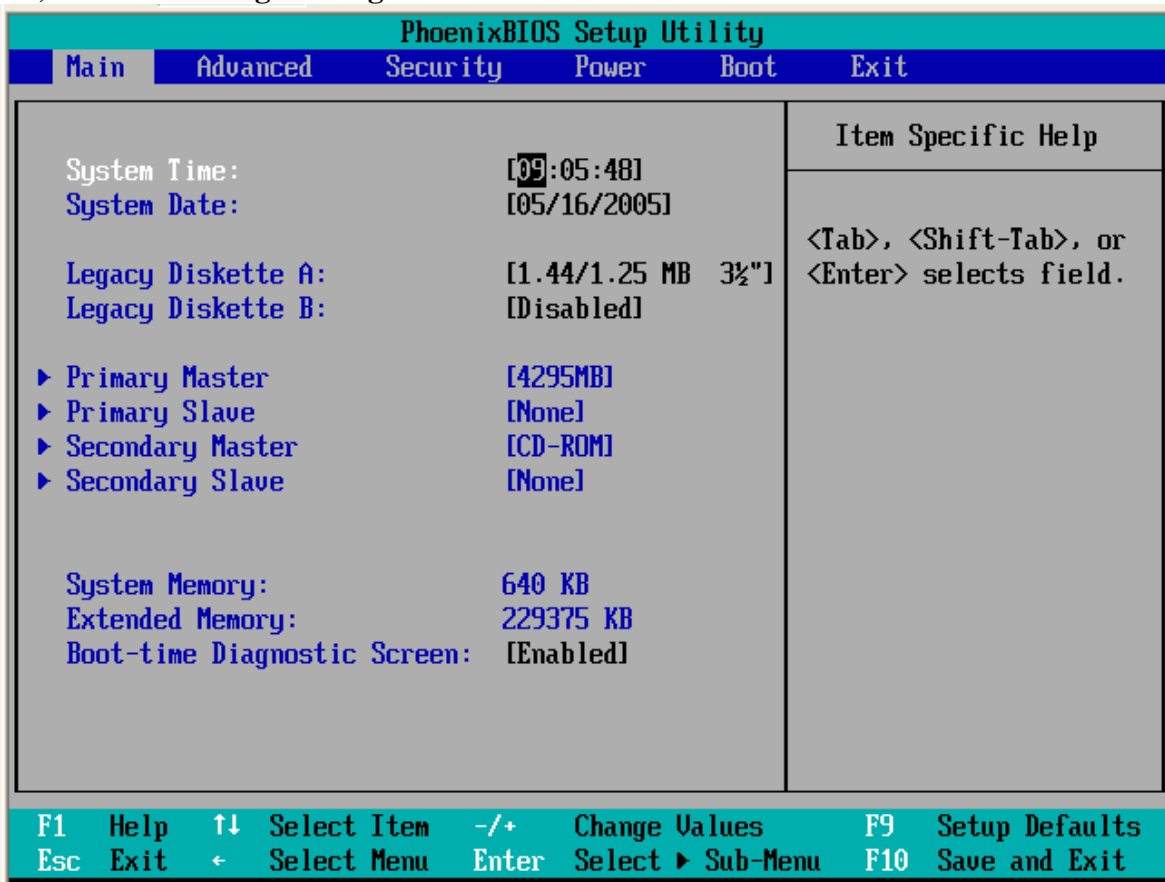 PhoenixBIOS Setup Utility
Main Advanced Security Power Boot Exit
System Time: [09:05:48]
System Date: [05/16/2005]
Legacy Diskette A: [1.44/1.25 MB 3½"]
Legacy Diskette B: [Disabled]
▶ Primary Master [4295MB]
▶ Primary Slave [None]
▶ Secondary Master [CD-ROM]
▶ Secondary Slave [None]
System Memory: 640 KB
Extended Memory: 229375 KB
Boot-time Diagnostic Screen: [Enabled]
Item Specific Help
<Tab>, <Shift-Tab>, or
<Enter> selects field.
F1 Help ↑↓ Select Item -/+ Change Values F9 Setup Defaults
Esc Exit ← Select Menu Enter Select ▶ Sub-Menu F10 Save and Exit